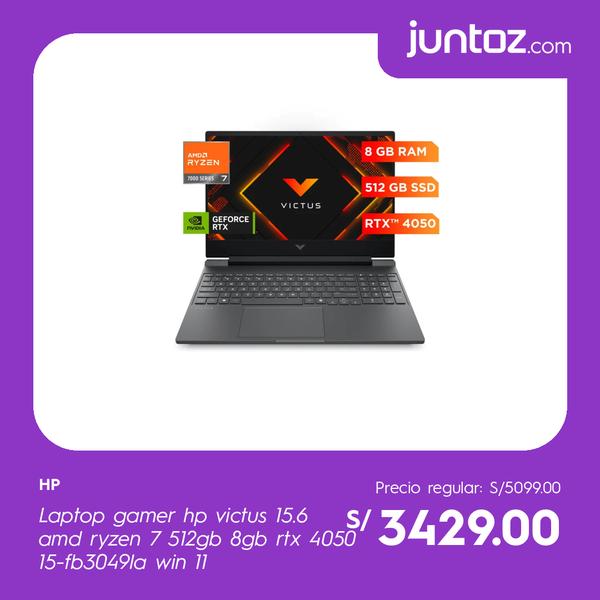 juntoz.com
AMD
RYZEN
7000 SERIES 7
8 GB RAM
512 GB SSD
VICTUS
NVIDIA
GEFORCE
RTX
RTX™ 4050
HP
Laptop gamer hp victus 15.6
amd ryzen 7 512gb 8gb rtx 4050
15-fb3049la win 11
Precio regular: S/5099.00
S/ 3429.00